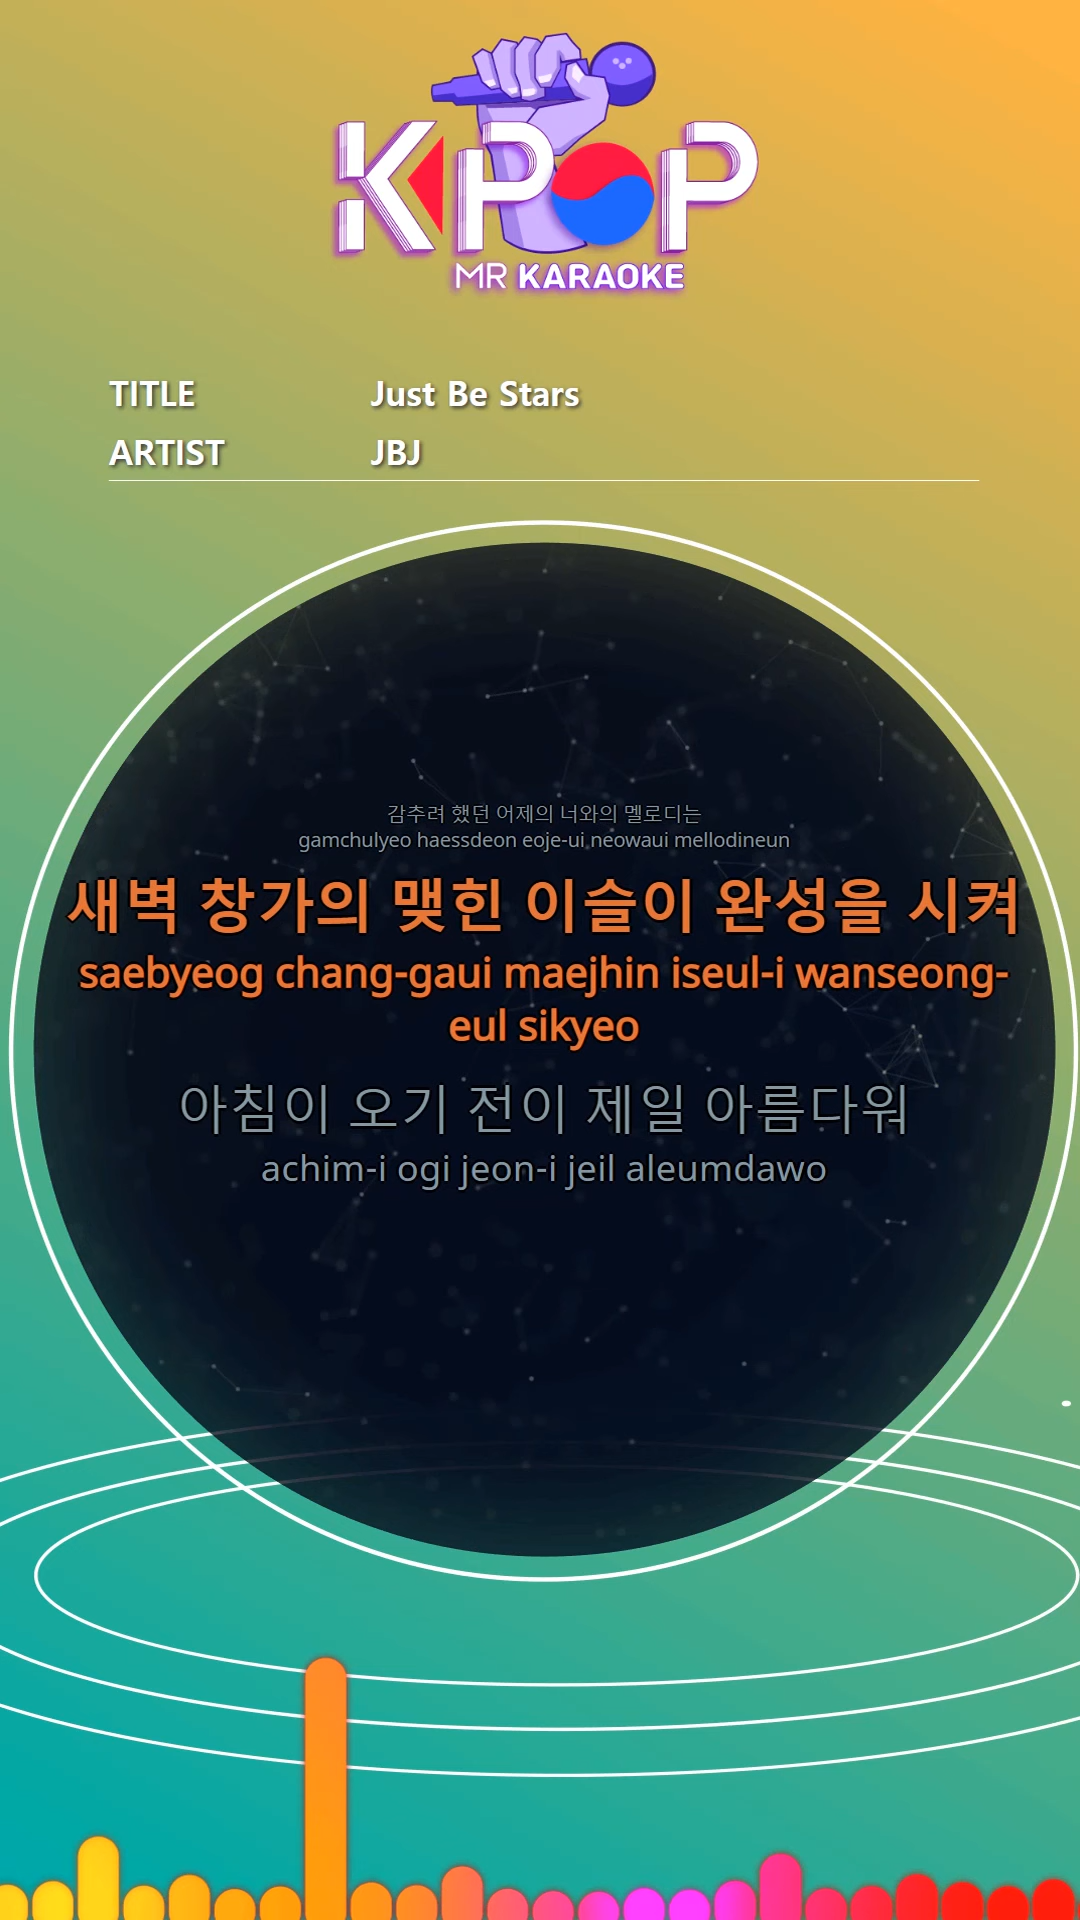 KPOP
MR KARAOKE
TITLE Just Be Stars
ARTIST JBJ
감추려 했던 어제의 너와의 멜로디는
gamchulyeo haessdeon eoje-ui neowaui mellodineun
새벽 창가의 맺힌 이슬이 완성을 시켜
saebyeog chang-gaui maejhin iseul-i wanseong-
eul sikyeo
아침이 오기 전이 제일 아름다워
achim-i ogi jeon-i jeil aleumdawo